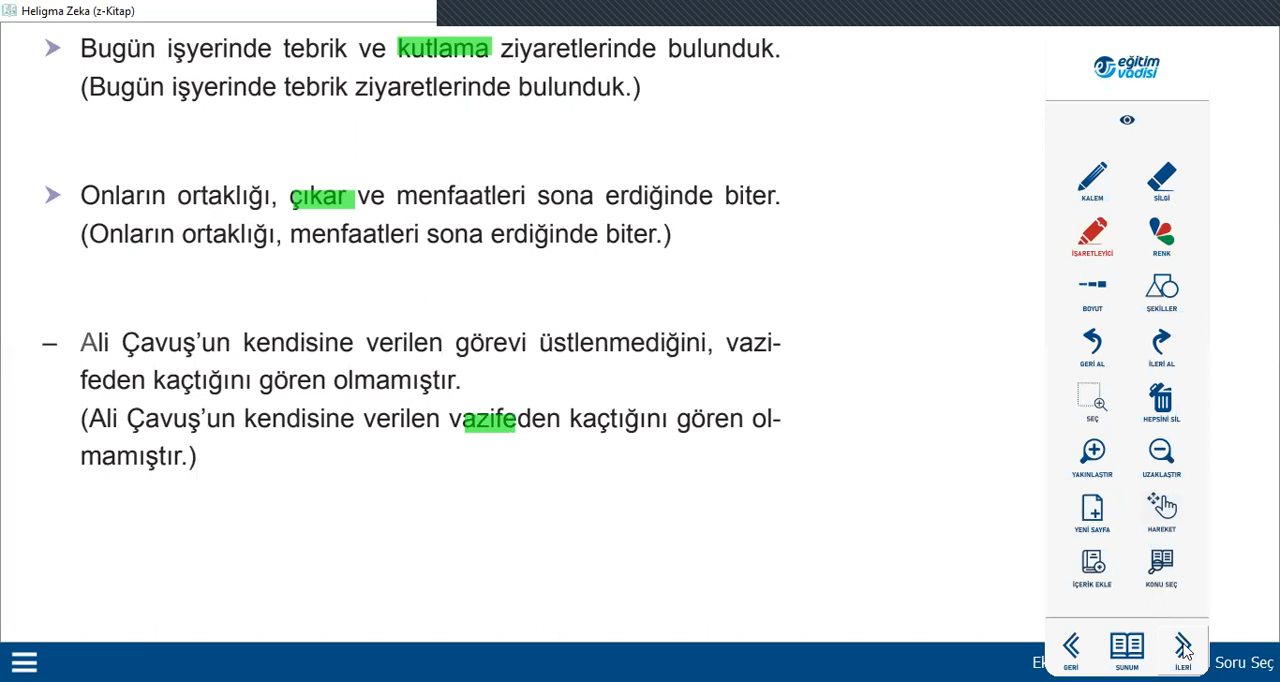 Heligma Zeka (z-Kitap)
➤ Bugün işyerinde tebrik ve kutlama ziyaretlerinde bulunduk.
(Bugün işyerinde tebrik ziyaretlerinde bulunduk.)
➤ Onların ortaklığı, çıkar ve menfaatleri sona erdiğinde biter.
(Onların ortaklığı, menfaatleri sona erdiğinde biter.)
– Ali Çavuş’un kendisine verilen görevi üstlenmediğini, vazi-
feden kaçtığını gören olmamıştır.
(Ali Çavuş’un kendisine verilen vazifeden kaçtığını gören ol-
mamıştır.)
eğitim
vadisi
KALEM SİLGİ
İŞARETLEYİCİ RENK
BOYUT ŞEKİLLER
GERİ AL İLERİ AL
SEÇ HEPSİNİ SİL
YAKINLAŞTIR UZAKLAŞTIR
YENİ SAYFA HAREKET
İÇERİK EKLE KONU SEÇ
GERİ SUNUM İLERİ
Soru Seç